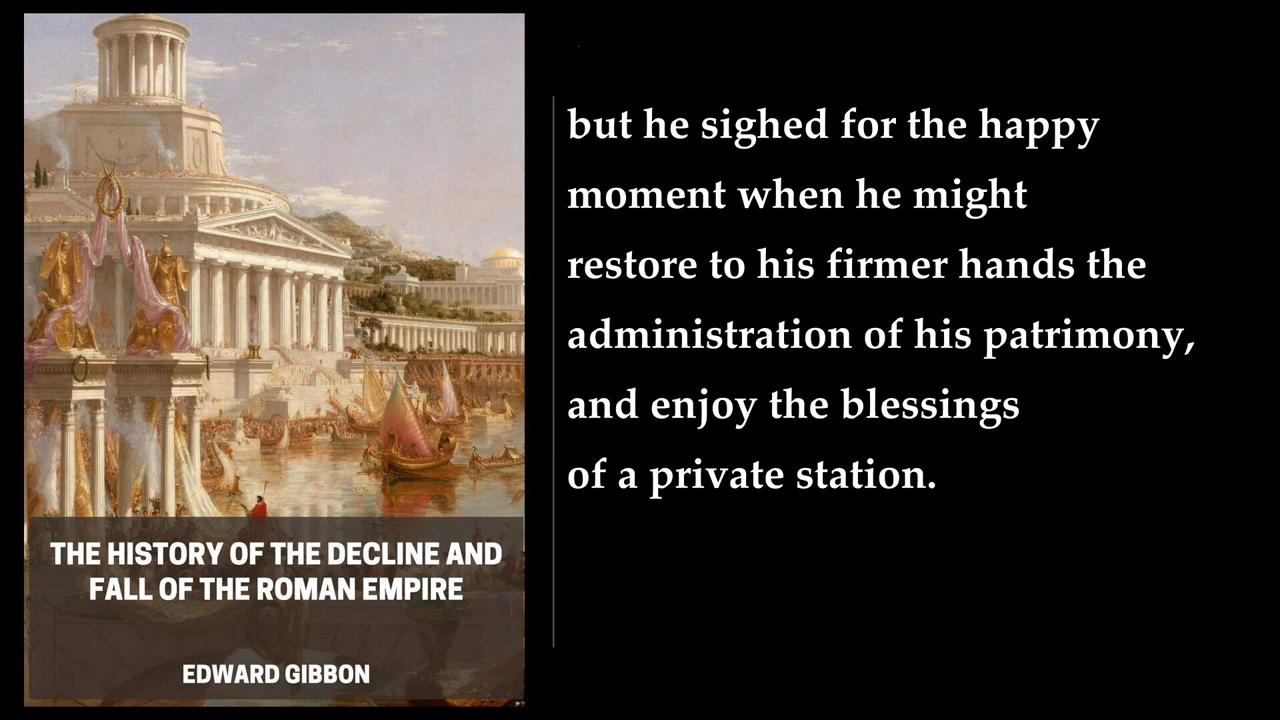 but he sighed for the happy
moment when he might
restore to his firmer hands the
administration of his patrimony,
and enjoy the blessings
of a private station.
THE HISTORY OF THE DECLINE AND
FALL OF THE ROMAN EMPIRE
EDWARD GIBBON